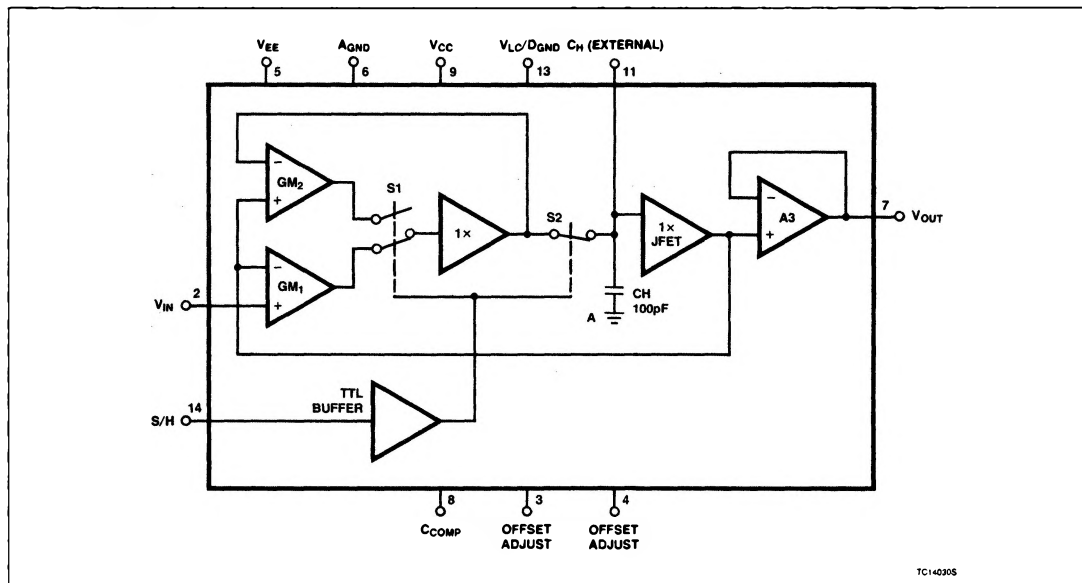 VEE AGND VCC VLC/DGND CH (EXTERNAL)
5 6 9 13 11
−
GM2
+
S1
1×
S2
1×
JFET
−
A3
+
7 VOUT
−
GM1
+
2
VIN
CH
100pF
A
TTL
BUFFER
14
S/H
8 3 4
CCOMP OFFSET ADJUST OFFSET ADJUST
TC14030S